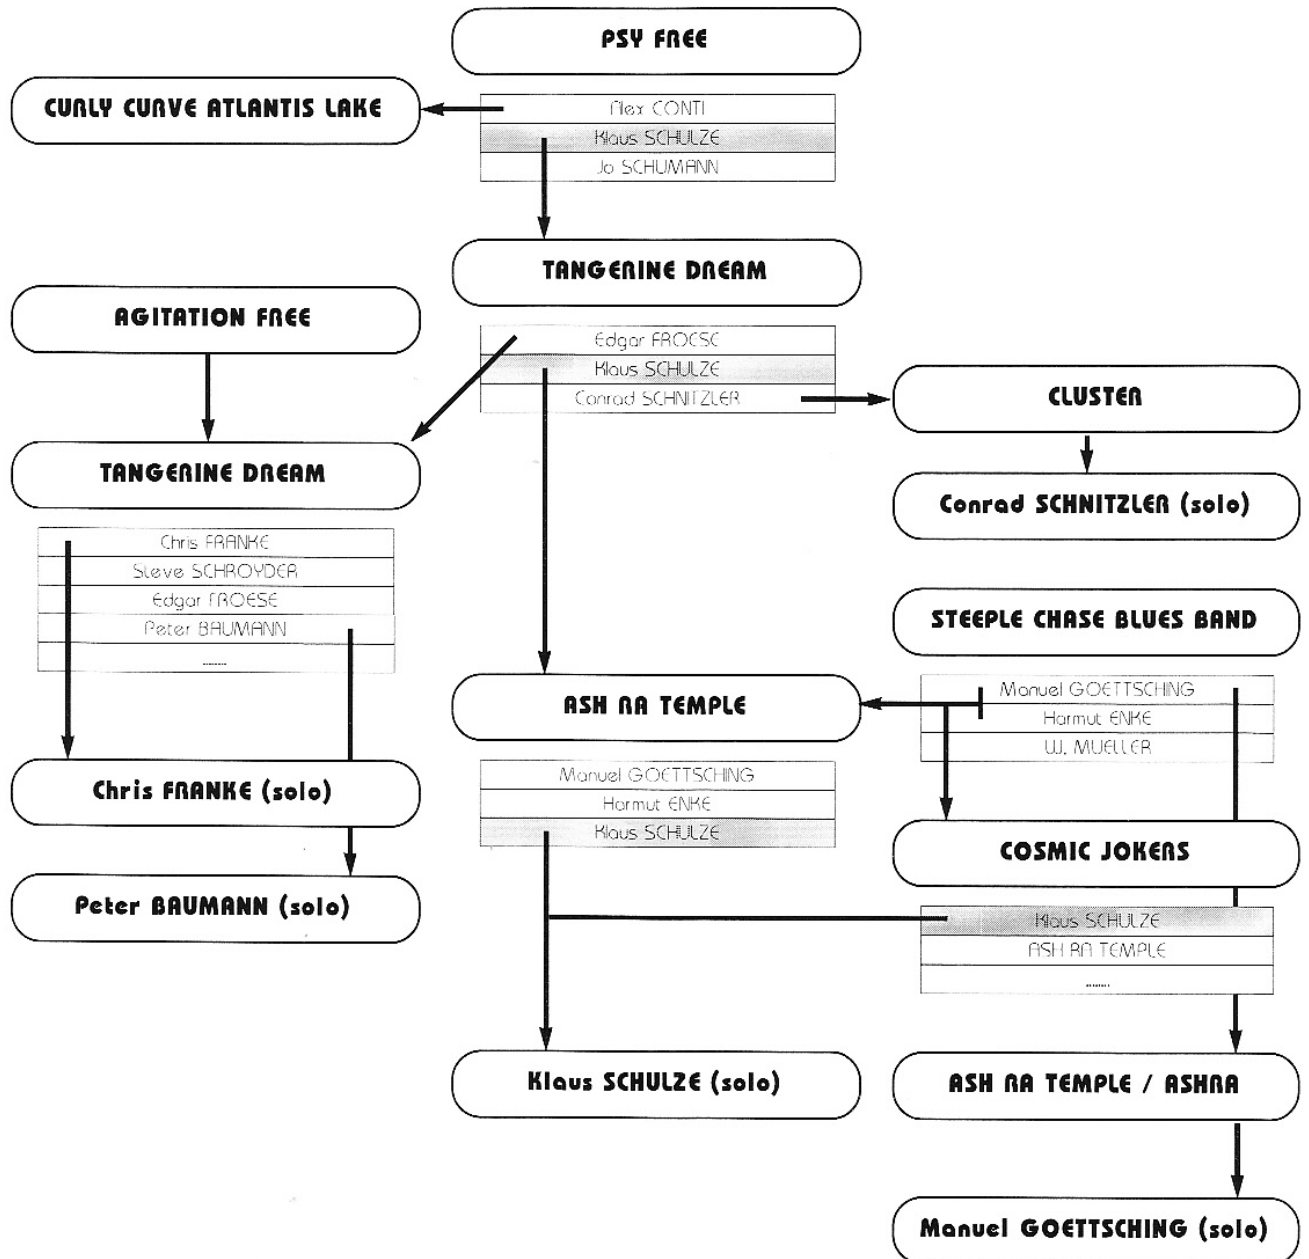 PSY FREE
CURLY CURVE ATLANTIS LAKE
Alex CONTI
Klaus SCHULZE
Jo SCHUMANN
TANGERINE DREAM
AGITATION FREE
Edgar FROESE
Klaus SCHULZE
Conrad SCHNITZLER
CLUSTER
TANGERINE DREAM
Conrad SCHNITZLER (solo)
Chris FRANKE
Steve SCHROYDER
Edgar FROESE
Peter BAUMANN
........
STEEPLE CHASE BLUES BAND
ASH RA TEMPLE
Manuel GOETTSCHING
Harmut ENKE
W. MUELLER
Manuel GOETTSCHING
Harmut ENKE
Klaus SCHULZE
Chris FRANKE (solo)
COSMIC JOKERS
Peter BAUMANN (solo)
Klaus SCHULZE
ASH RA TEMPLE
........
Klaus SCHULZE (solo)
ASH RA TEMPLE / ASHRA
Manuel GOETTSCHING (solo)